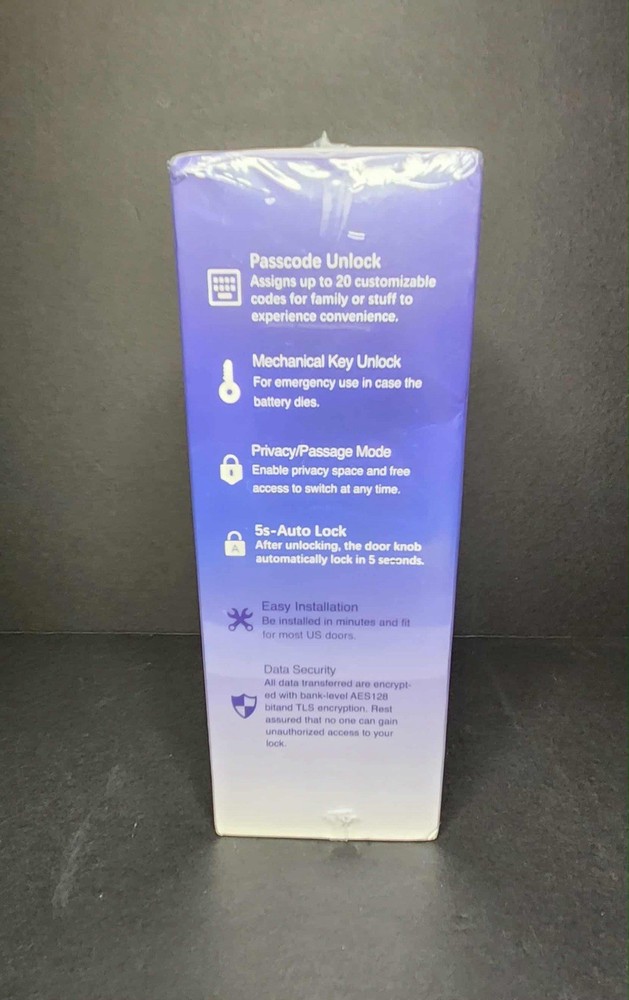 Passcode Unlock
Assigns up to 20 customizable
codes for family or stuff to
experience convenience.
Mechanical Key Unlock
For emergency use in case the
battery dies.
Privacy/Passage Mode
Enable privacy space and free
access to switch at any time.
5s-Auto Lock
After unlocking, the door knob
automatically lock in 5 seconds.
A
Easy Installation
Be installed in minutes and fit
for most US doors.
Data Security
All data transferred are encrypt-
ed with bank-level AES128
bitand TLS encryption. Rest
assured that no one can gain
unauthorized access to your
lock.